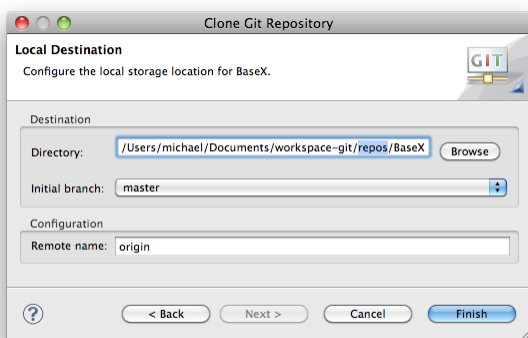 Clone Git Repository
Local Destination
Configure the local storage location for BaseX.
GIT
Destination
Directory: /Users/michael/Documents/workspace-git/repos/BaseX Browse
Initial branch: master
Configuration
Remote name: origin
? < Back Next > Cancel Finish